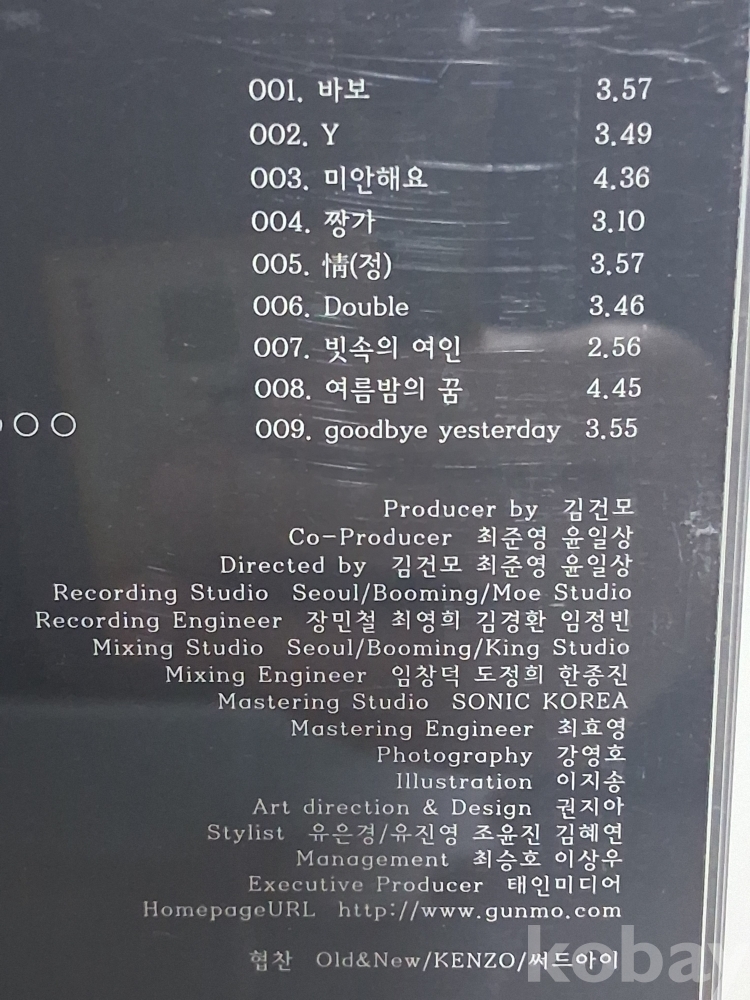 001. 바보 3.57
002. Y 3.49
003. 미안해요 4.36
004. 짱가 3.10
005. 情(정) 3.57
006. Double 3.46
007. 빗속의 여인 2.56
008. 여름밤의 꿈 4.45
009. goodbye yesterday 3.55
Producer by 김건모
Co-Producer 최준영 윤일상
Directed by 김건모 최준영 윤일상
Recording Studio Seoul/Booming/Moe Studio
Recording Engineer 장민철 최영희 김경환 임정빈
Mixing Studio Seoul/Booming/King Studio
Mixing Engineer 임창덕 도정희 한종진
Mastering Studio SONIC KOREA
Mastering Engineer 최효영
Photography 강영호
Illustration 이지송
Art direction & Design 권지아
Stylist 유은경/유진영 조윤진 김혜연
Management 최승호 이상우
Executive Producer 태인미디어
HomepageURL http://www.gunmo.com
협찬 Old&New/KENZO/써드아이
kobay